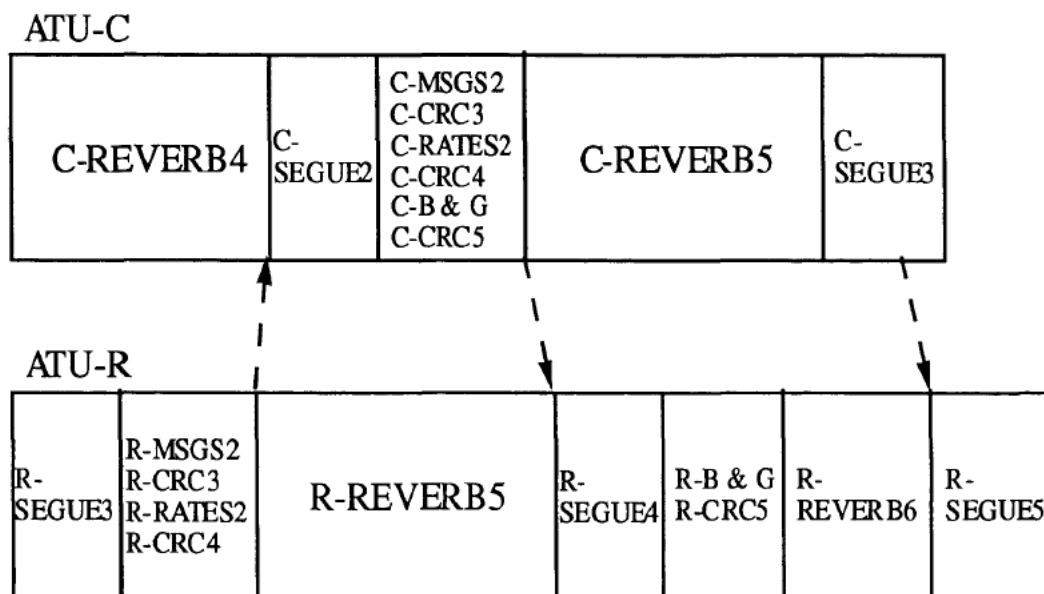 ATU-C
C-REVERB4
C-
SEGUE2
C-MSGS2
C-CRC3
C-RATES2
C-CRC4
C-B & G
C-CRC5
C-REVERB5
C-
SEGUE3
ATU-R
R-
SEGUE3
R-MSGS2
R-CRC3
R-RATES2
R-CRC4
R-REVERB5
R-
SEGUE4
R-B & G
R-CRC5
R-
REVERB6
R-
SEGUE5